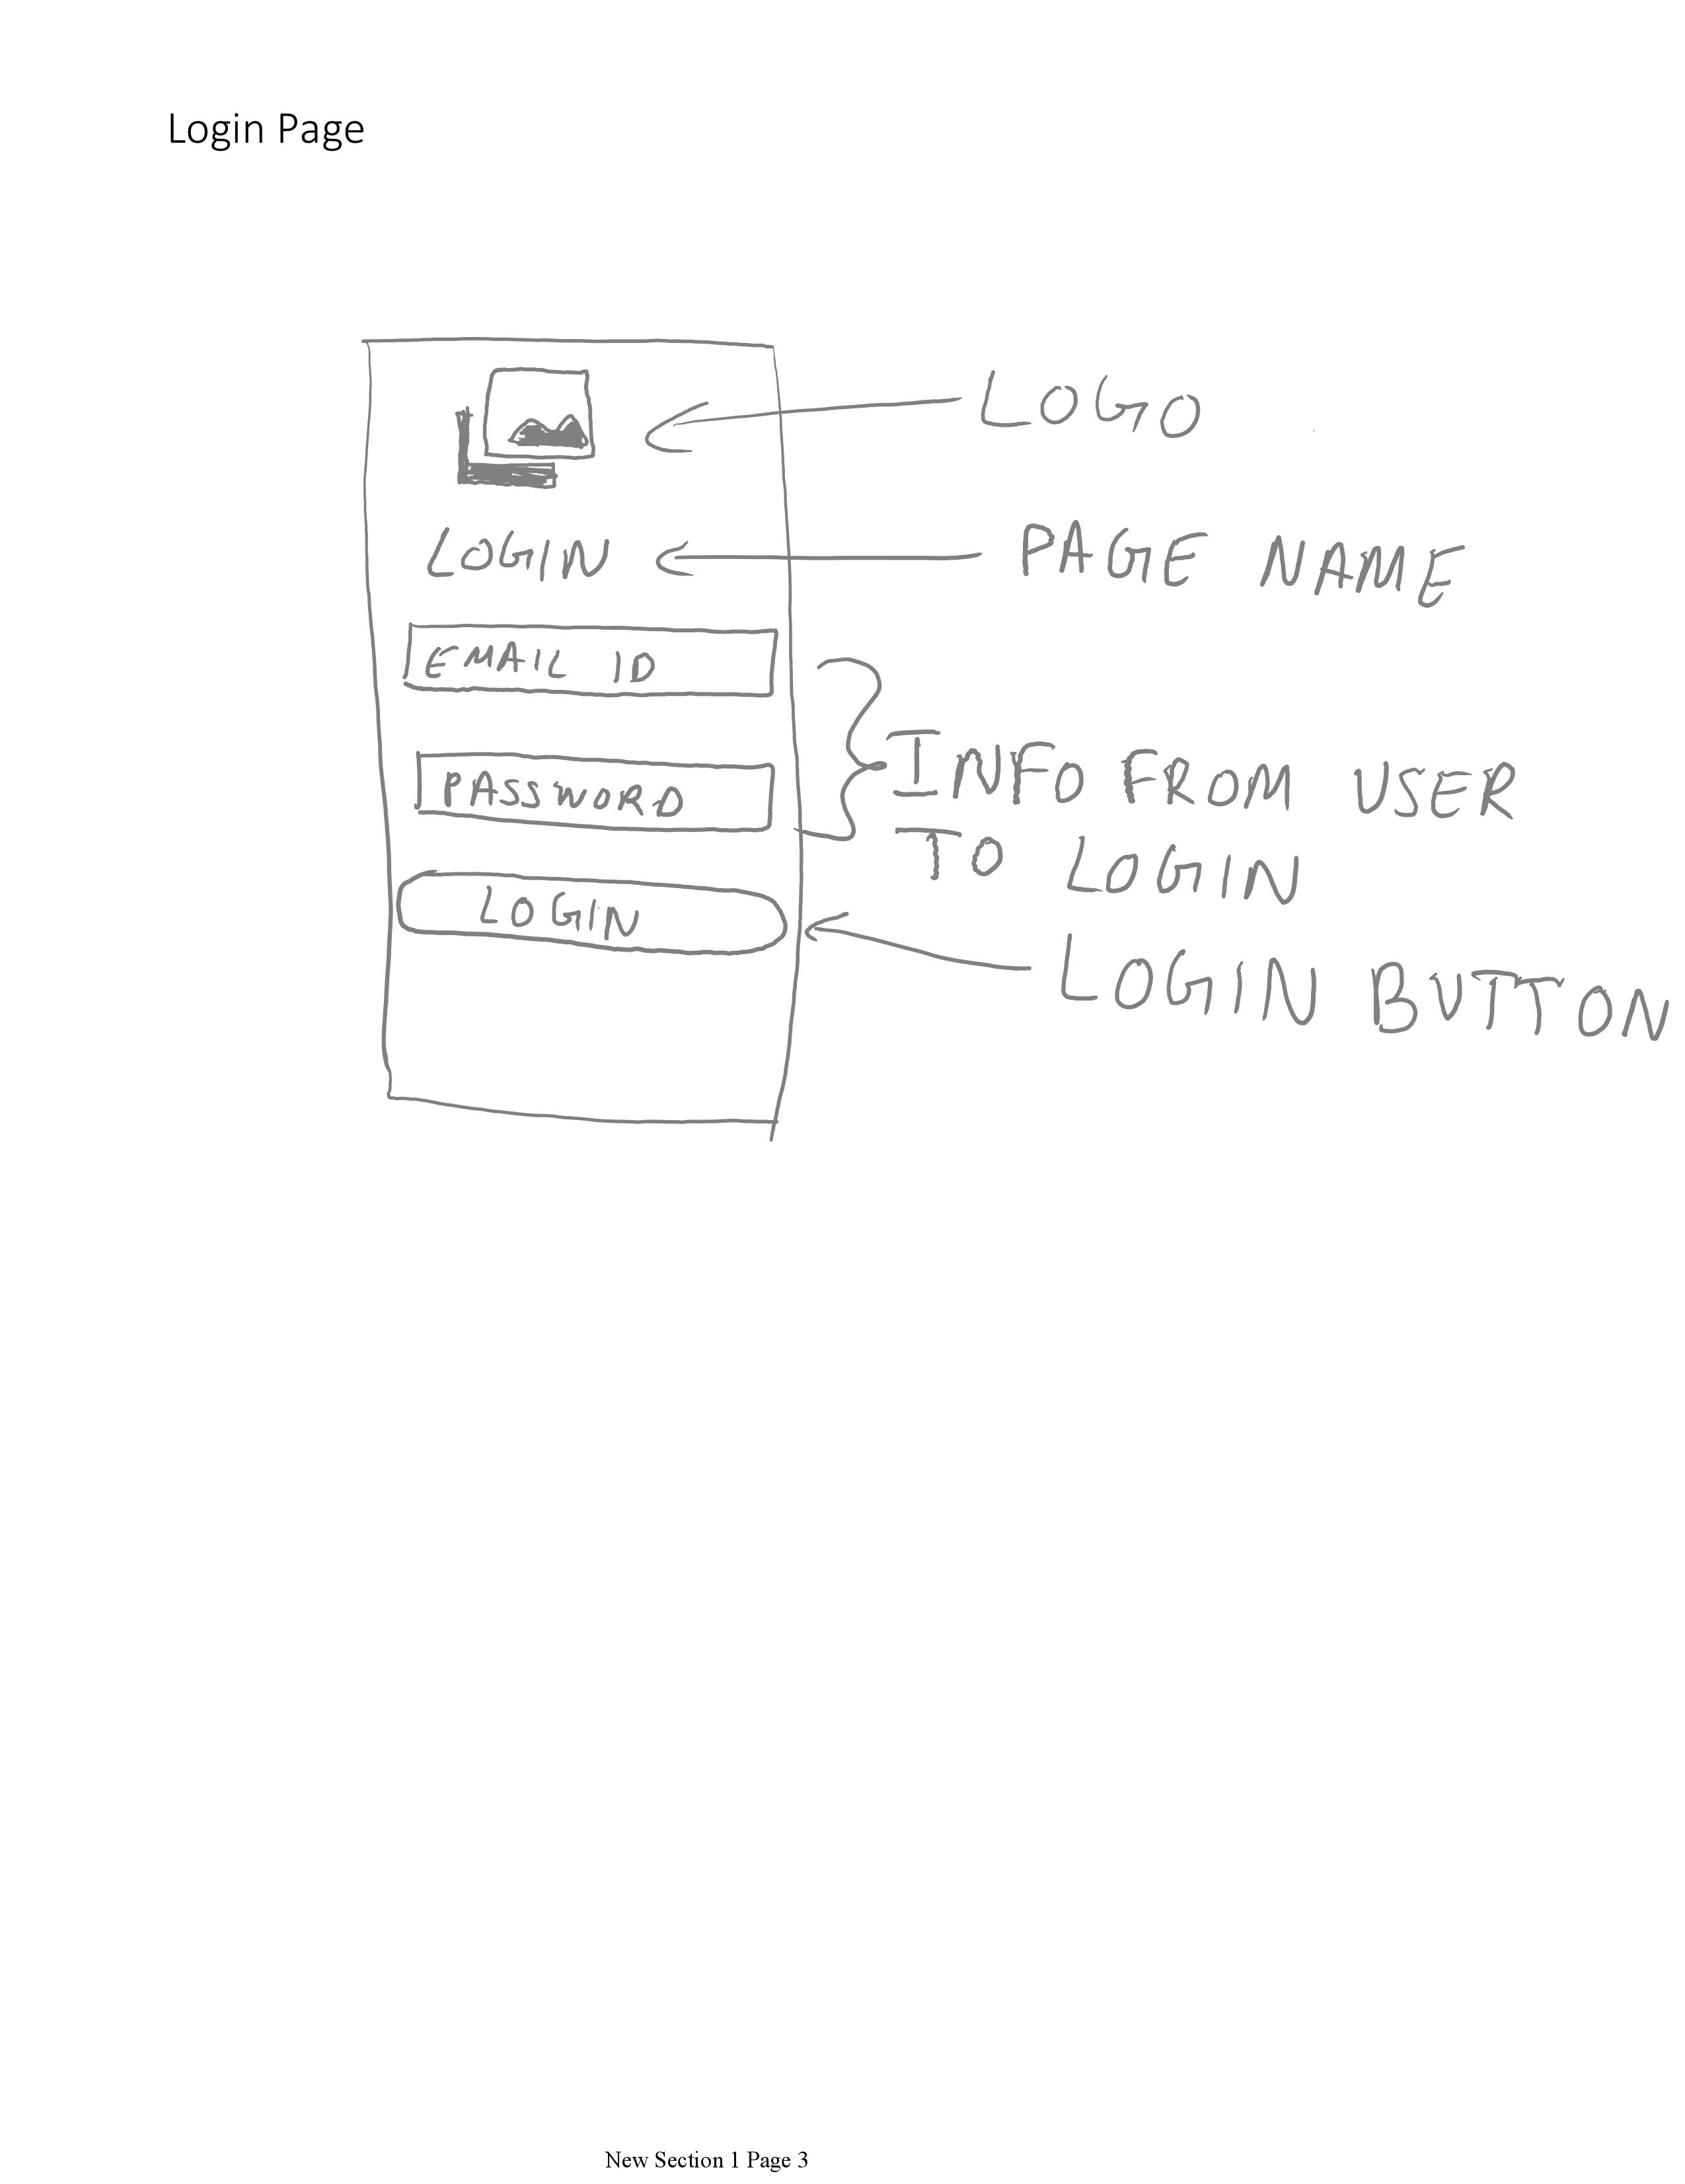 Login Page
LOGO
LOGIN
PAGE NAME
EMAIL ID
PASSWORD
INFO FROM USER
TO LOGIN
LOGIN
LOGIN BUTTON
New Section 1 Page 3